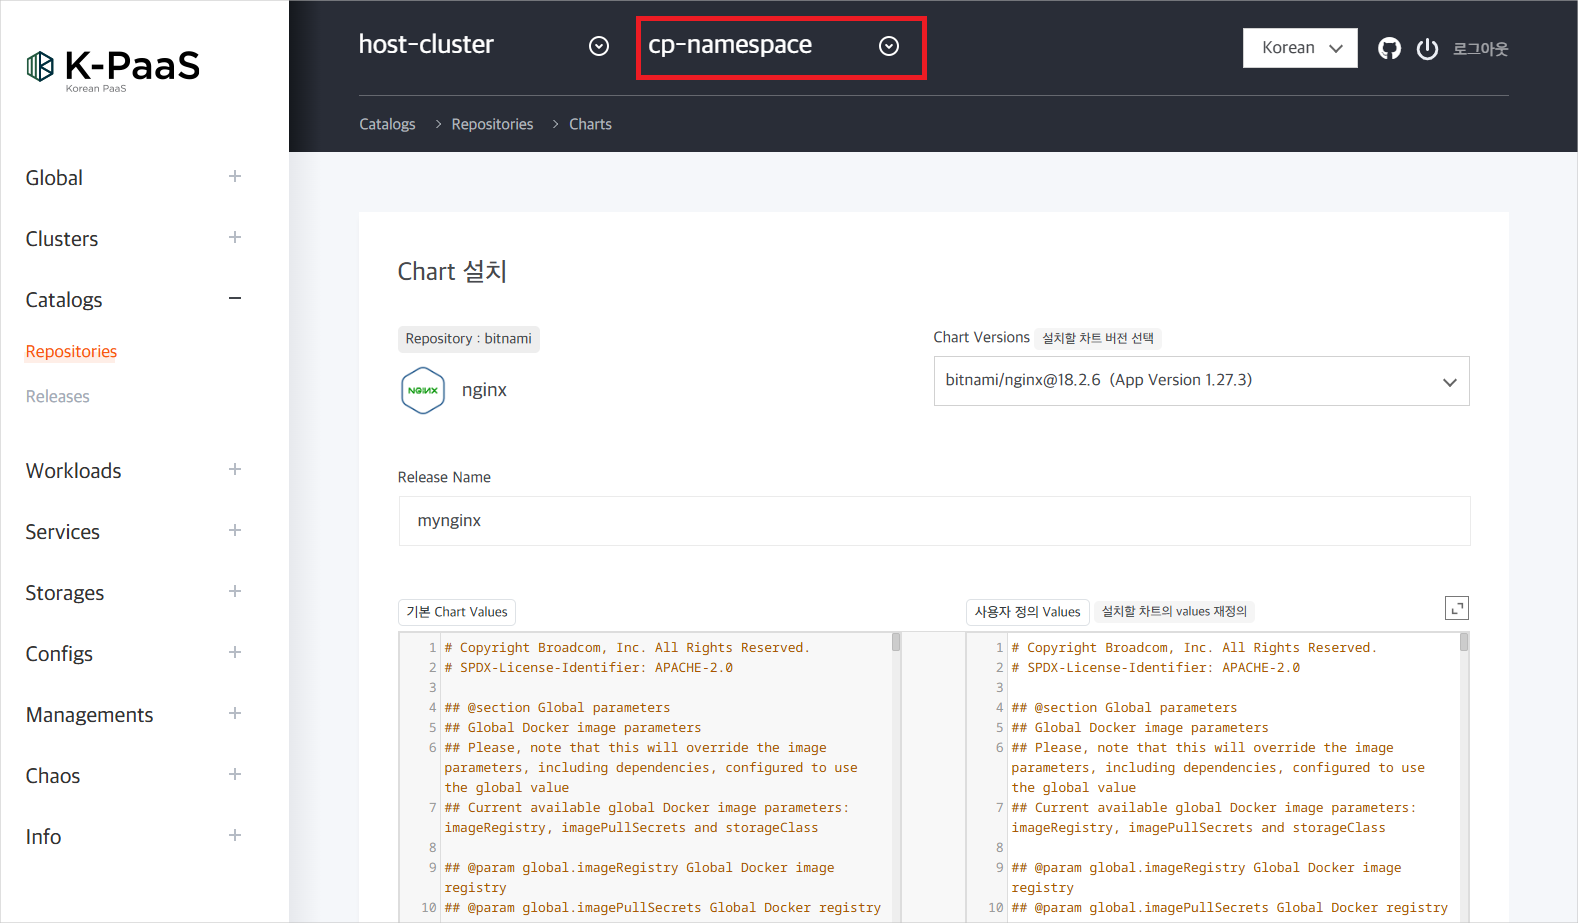 K-PaaS
Korean PaaS
host-cluster
cp-namespace
Korean
로그아웃
Catalogs > Repositories > Charts
Global
Clusters
Catalogs
Repositories
Releases
Workloads
Services
Storages
Configs
Managements
Chaos
Info
Chart 설치
Repository : bitnami
NGINX
nginx
Chart Versions 설치할 차트 버전 선택
bitnami/nginx@18.2.6 (App Version 1.27.3)
Release Name
mynginx
기본 Chart Values
1 # Copyright Broadcom, Inc. All Rights Reserved.
2 # SPDX-License-Identifier: APACHE-2.0
3
4 ## @section Global parameters
5 ## Global Docker image parameters
6 ## Please, note that this will override the image
parameters, including dependencies, configured to use
the global value
7 ## Current available global Docker image parameters:
imageRegistry, imagePullSecrets and storageClass
8
9 ## @param global.imageRegistry Global Docker image
registry
10 ## @param global.imagePullSecrets Global Docker registry
사용자 정의 Values 설치할 차트의 values 재정의
1 # Copyright Broadcom, Inc. All Rights Reserved.
2 # SPDX-License-Identifier: APACHE-2.0
3
4 ## @section Global parameters
5 ## Global Docker image parameters
6 ## Please, note that this will override the image
parameters, including dependencies, configured to use
the global value
7 ## Current available global Docker image parameters:
imageRegistry, imagePullSecrets and storageClass
8
9 ## @param global.imageRegistry Global Docker image
registry
10 ## @param global.imagePullSecrets Global Docker registry